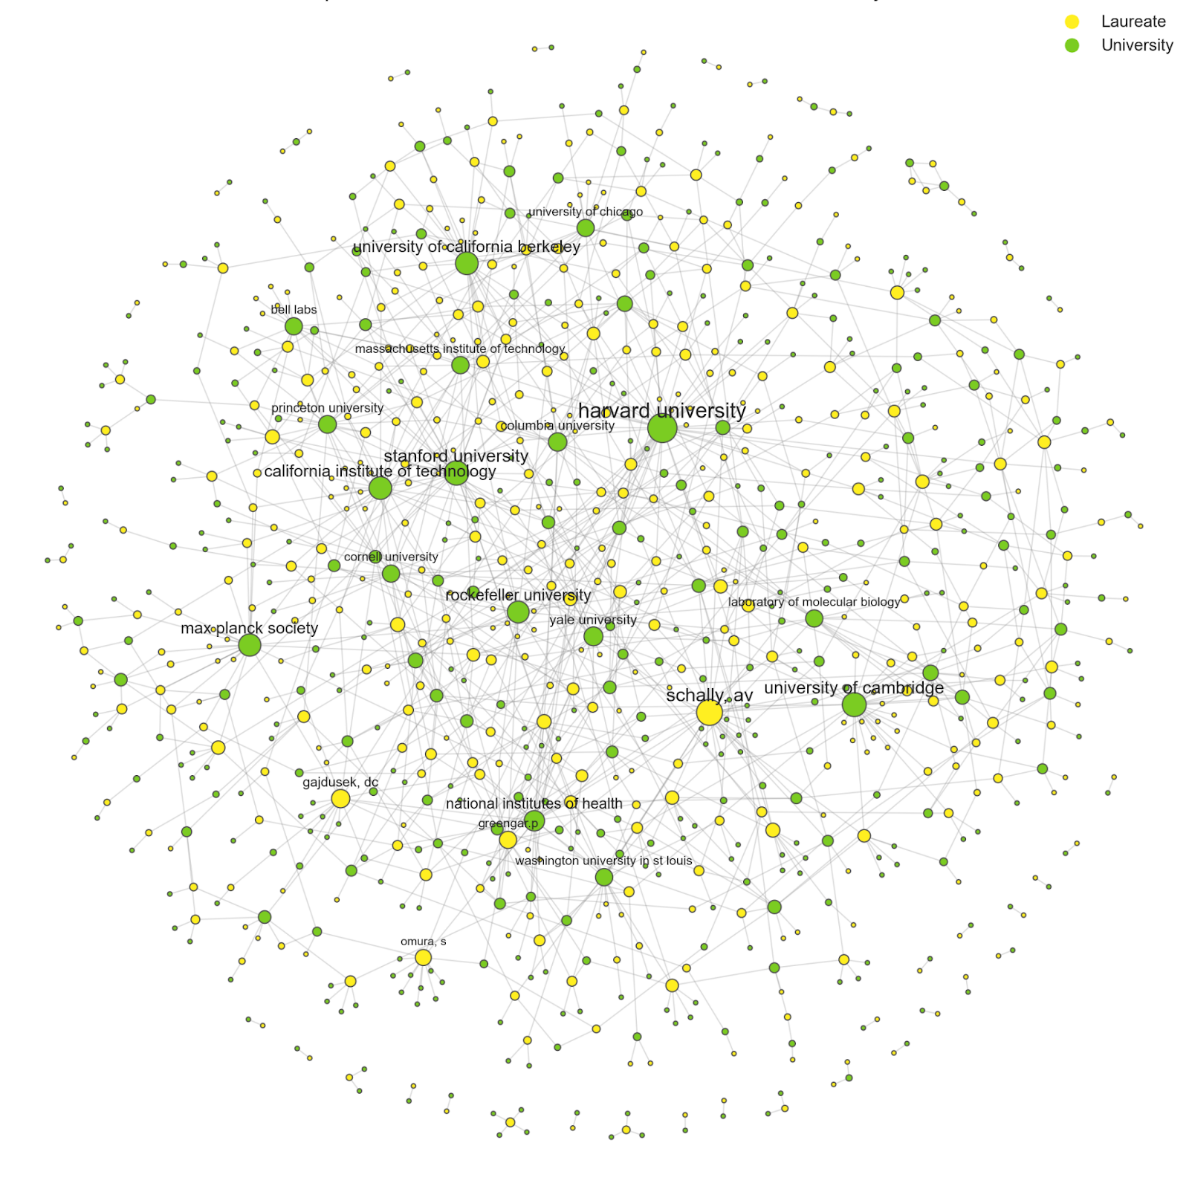 Laureate
University
university of chicago
university of california berkeley
bell labs
massachusetts institute of technology
princeton university
harvard university
columbia university
stanford university
california institute of technology
cornell university
rockefeller university
laboratory of molecular biology
yale university
max planck society
university of cambridge
schally, av
gajdusek, dc
national institutes of health
greengar,p
washington university in st louis
omura, s